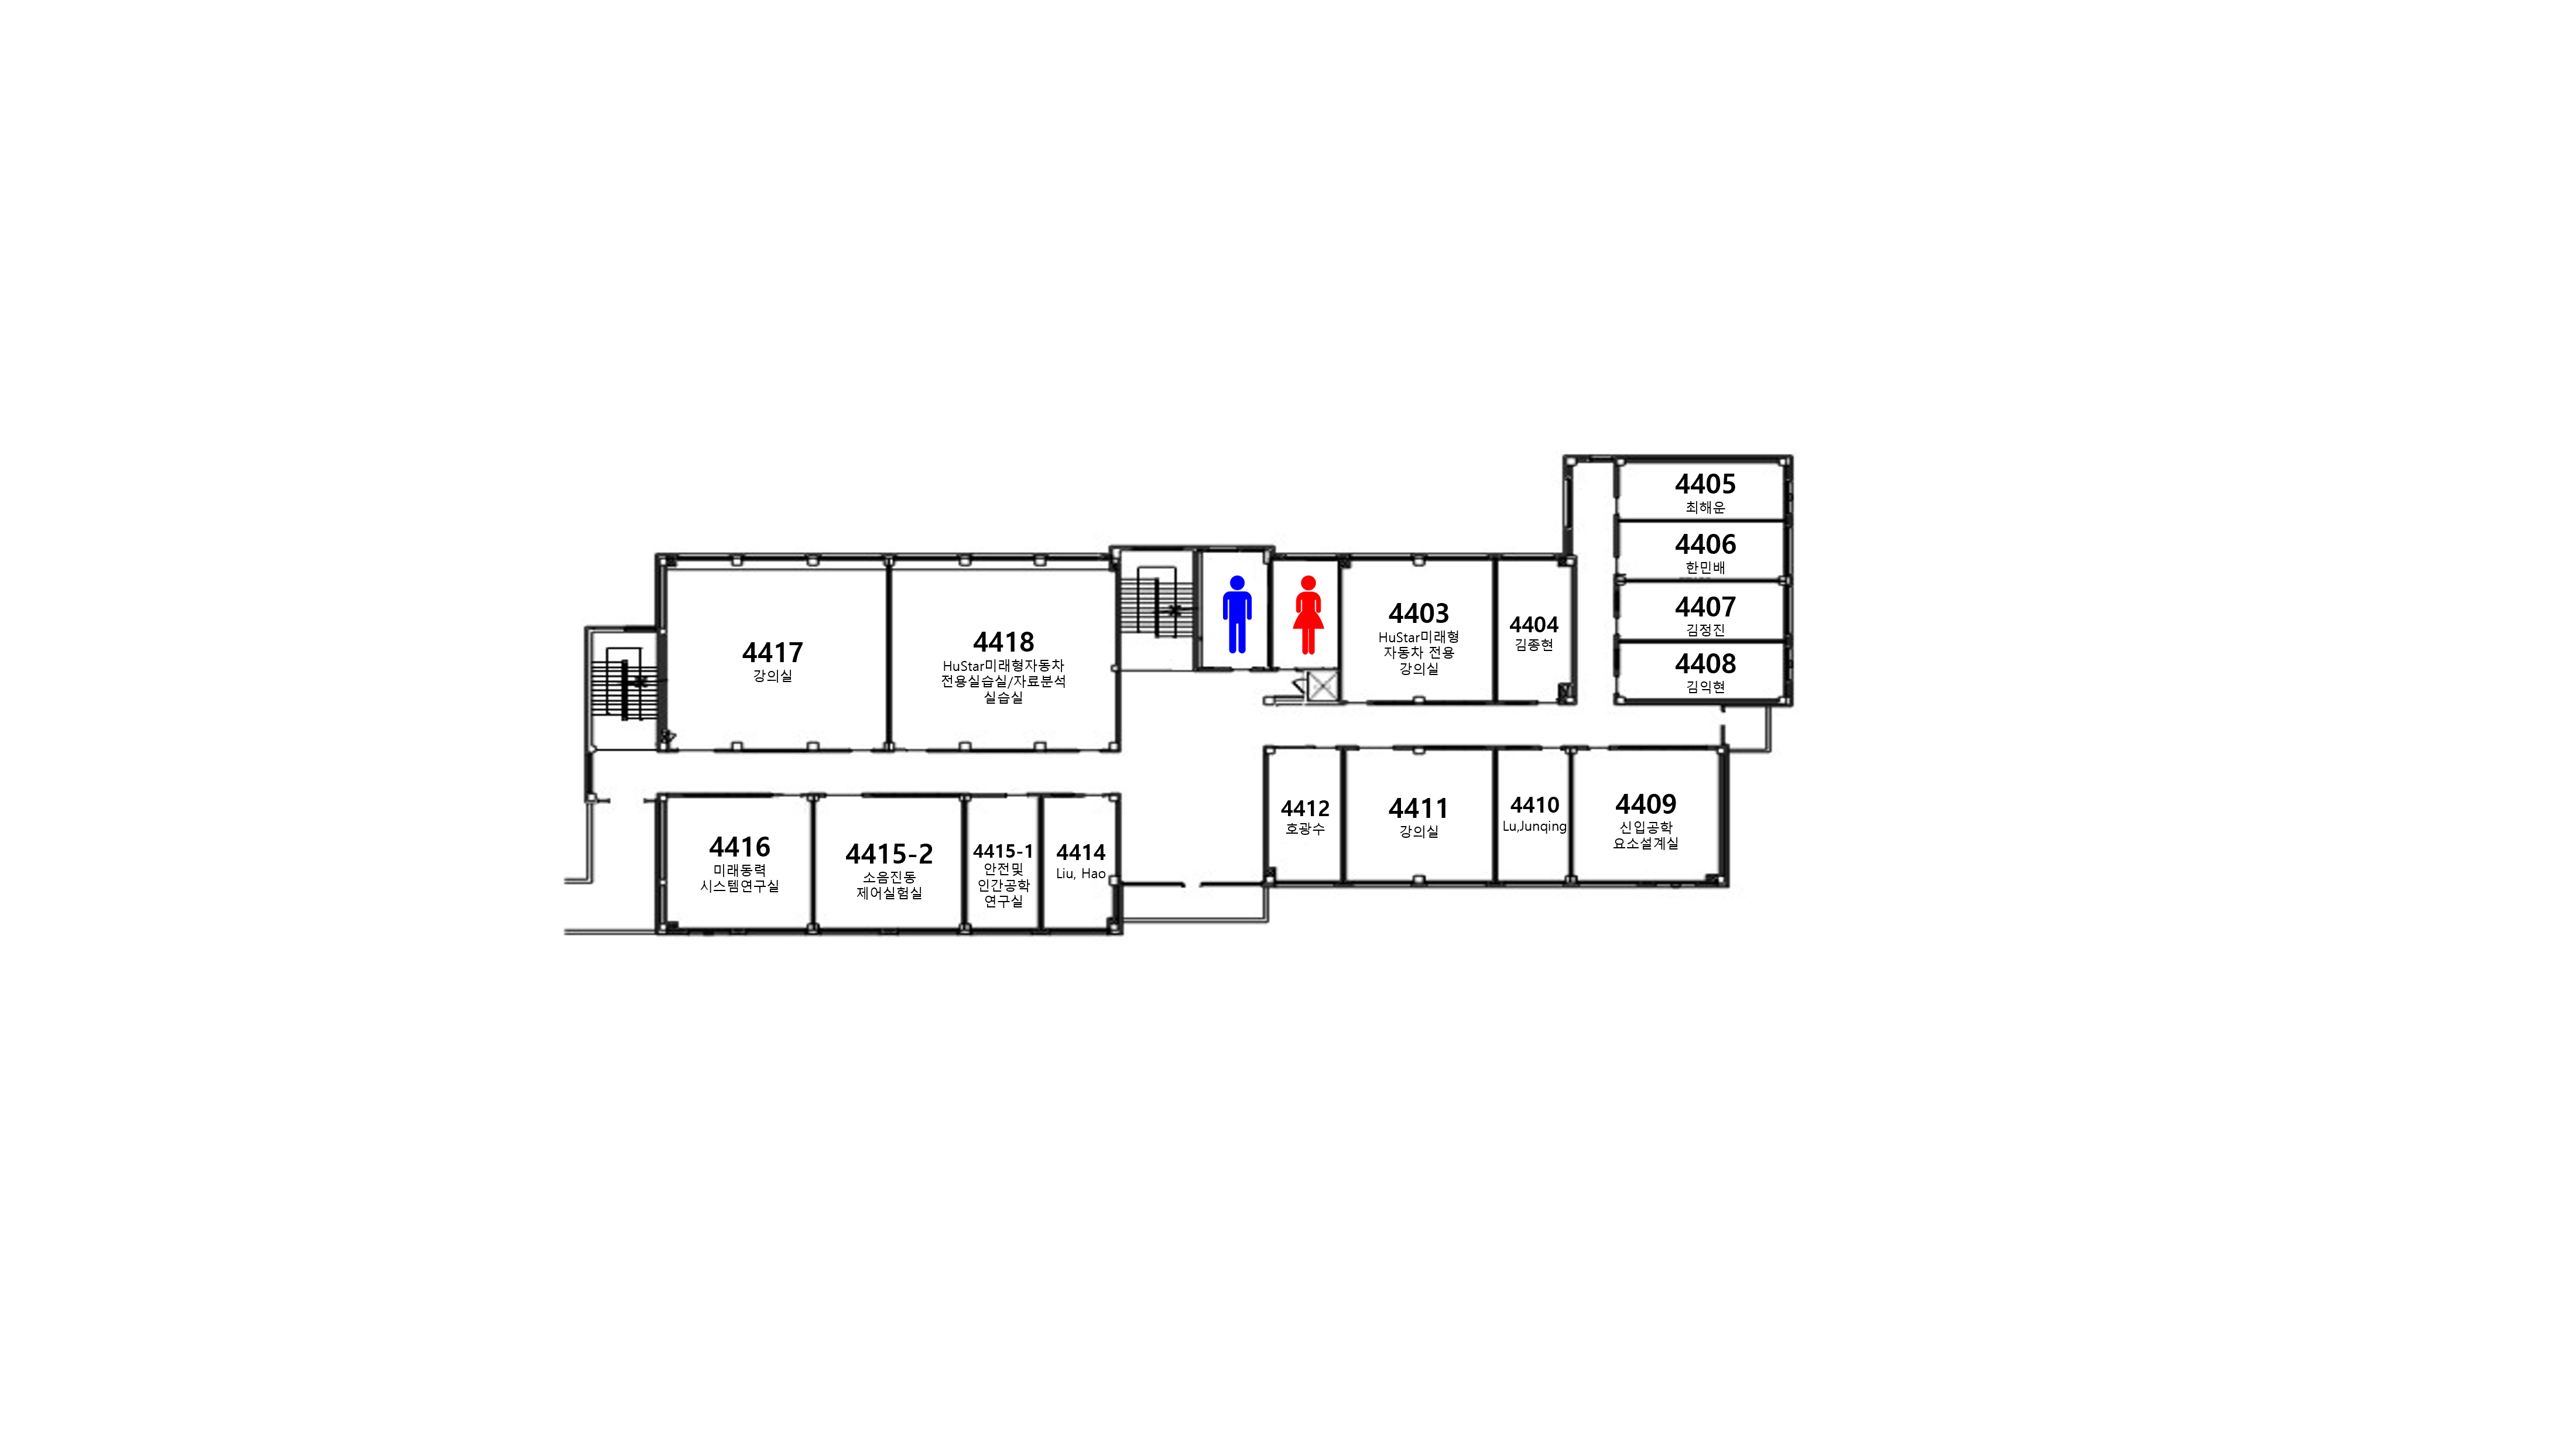 4405
최해운
4406
한민배
4407
김정진
4408
김익현
4417
강의실
4418
HuStar미래형자동차
전용실습실/자료분석
실습실
4403
HuStar미래형
자동차 전용
강의실
4404
김종현
4416
미래동력
시스템연구실
4415-2
소음진동
제어실험실
4415-1
안전및
인간공학
연구실
4414
Liu, Hao
4412
호광수
4411
강의실
4410
Lu,Junqing
4409
신입공학
요소설계실